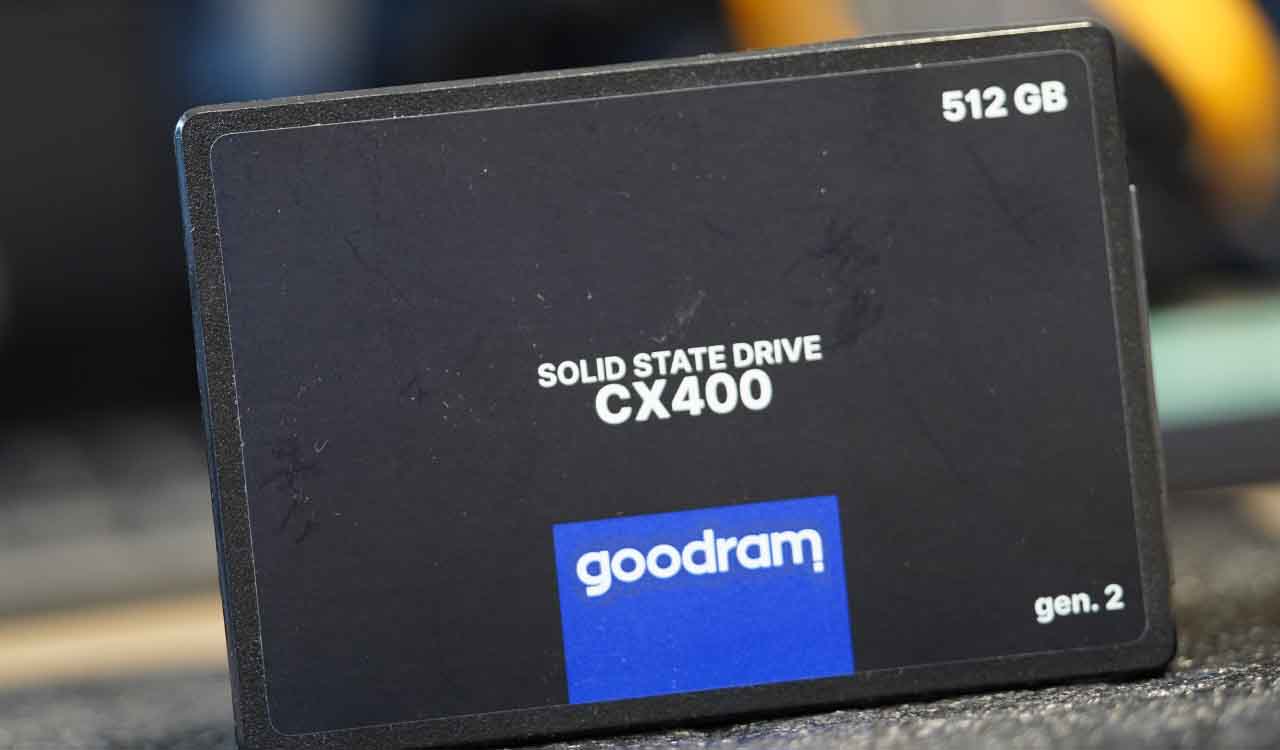 512 GB
SOLID STATE DRIVE
CX400
goodram
gen. 2